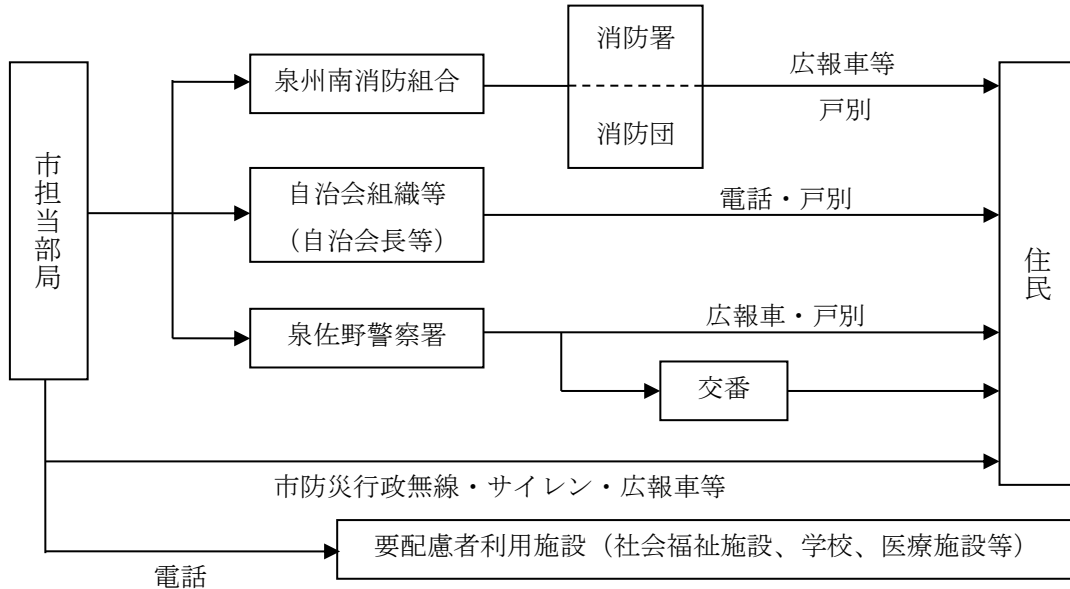 消防署
泉州南消防組合
広報車等
戸別
消防団
市担当部局
自治会組織等
(自治会長等)
電話・戸別
住民
泉佐野警察署
広報車・戸別
交番
市防災行政無線・サイレン・広報車等
要配慮者利用施設(社会福祉施設、学校、医療施設等)
電話